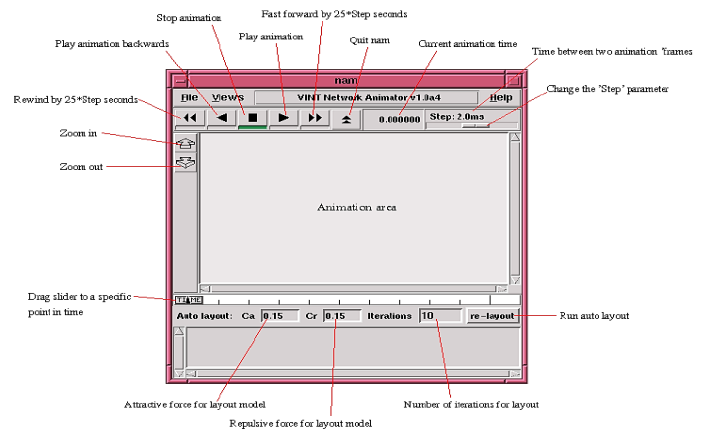 Fast forward by 25*Step seconds
Stop animation
Play animation backwards
Play animation
Quit nam
Current animation time
Time between two animation frames
Change the 'Step' parameter
Rewind by 25*Step seconds
nam
File Views VINT Network Animator v1.0a4 Help
0.000000 Step: 2.0ms
Zoom in
Zoom out
Animation area
Drag slider to a specific
point in time
TIME
Auto layout: Ca 0.15 Cr 0.15 Iterations 10 re-layout
Run auto layout
Attractive force for layout model
Number of iterations for layout
Repulsive force for layout model